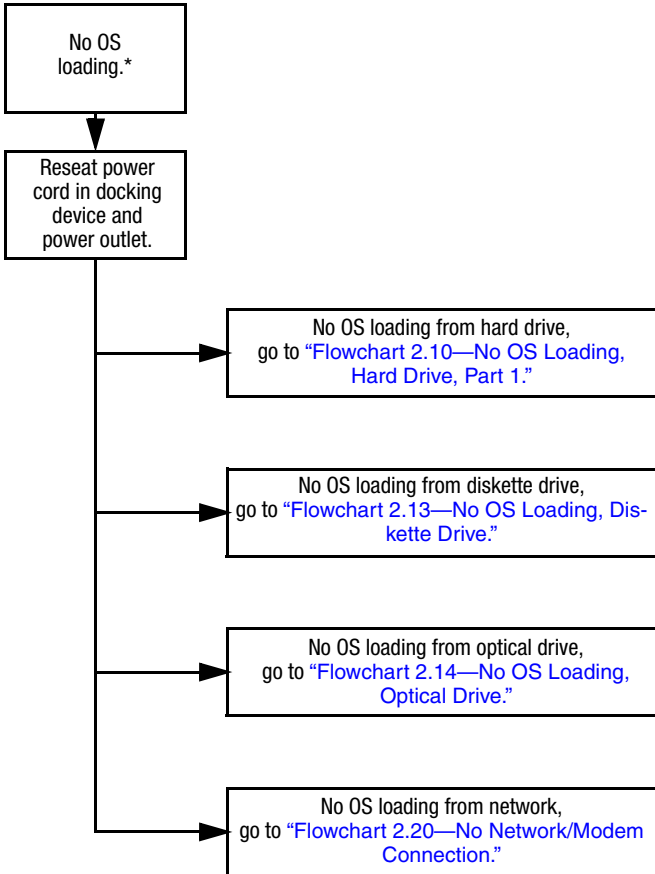 No OS
loading.*
Reseat power
cord in docking
device and
power outlet.
No OS loading from hard drive,
go to “Flowchart 2.10—No OS Loading,
Hard Drive, Part 1.”
No OS loading from diskette drive,
go to “Flowchart 2.13—No OS Loading, Dis-
kette Drive.”
No OS loading from optical drive,
go to “Flowchart 2.14—No OS Loading,
Optical Drive.”
No OS loading from network,
go to “Flowchart 2.20—No Network/Modem
Connection.”